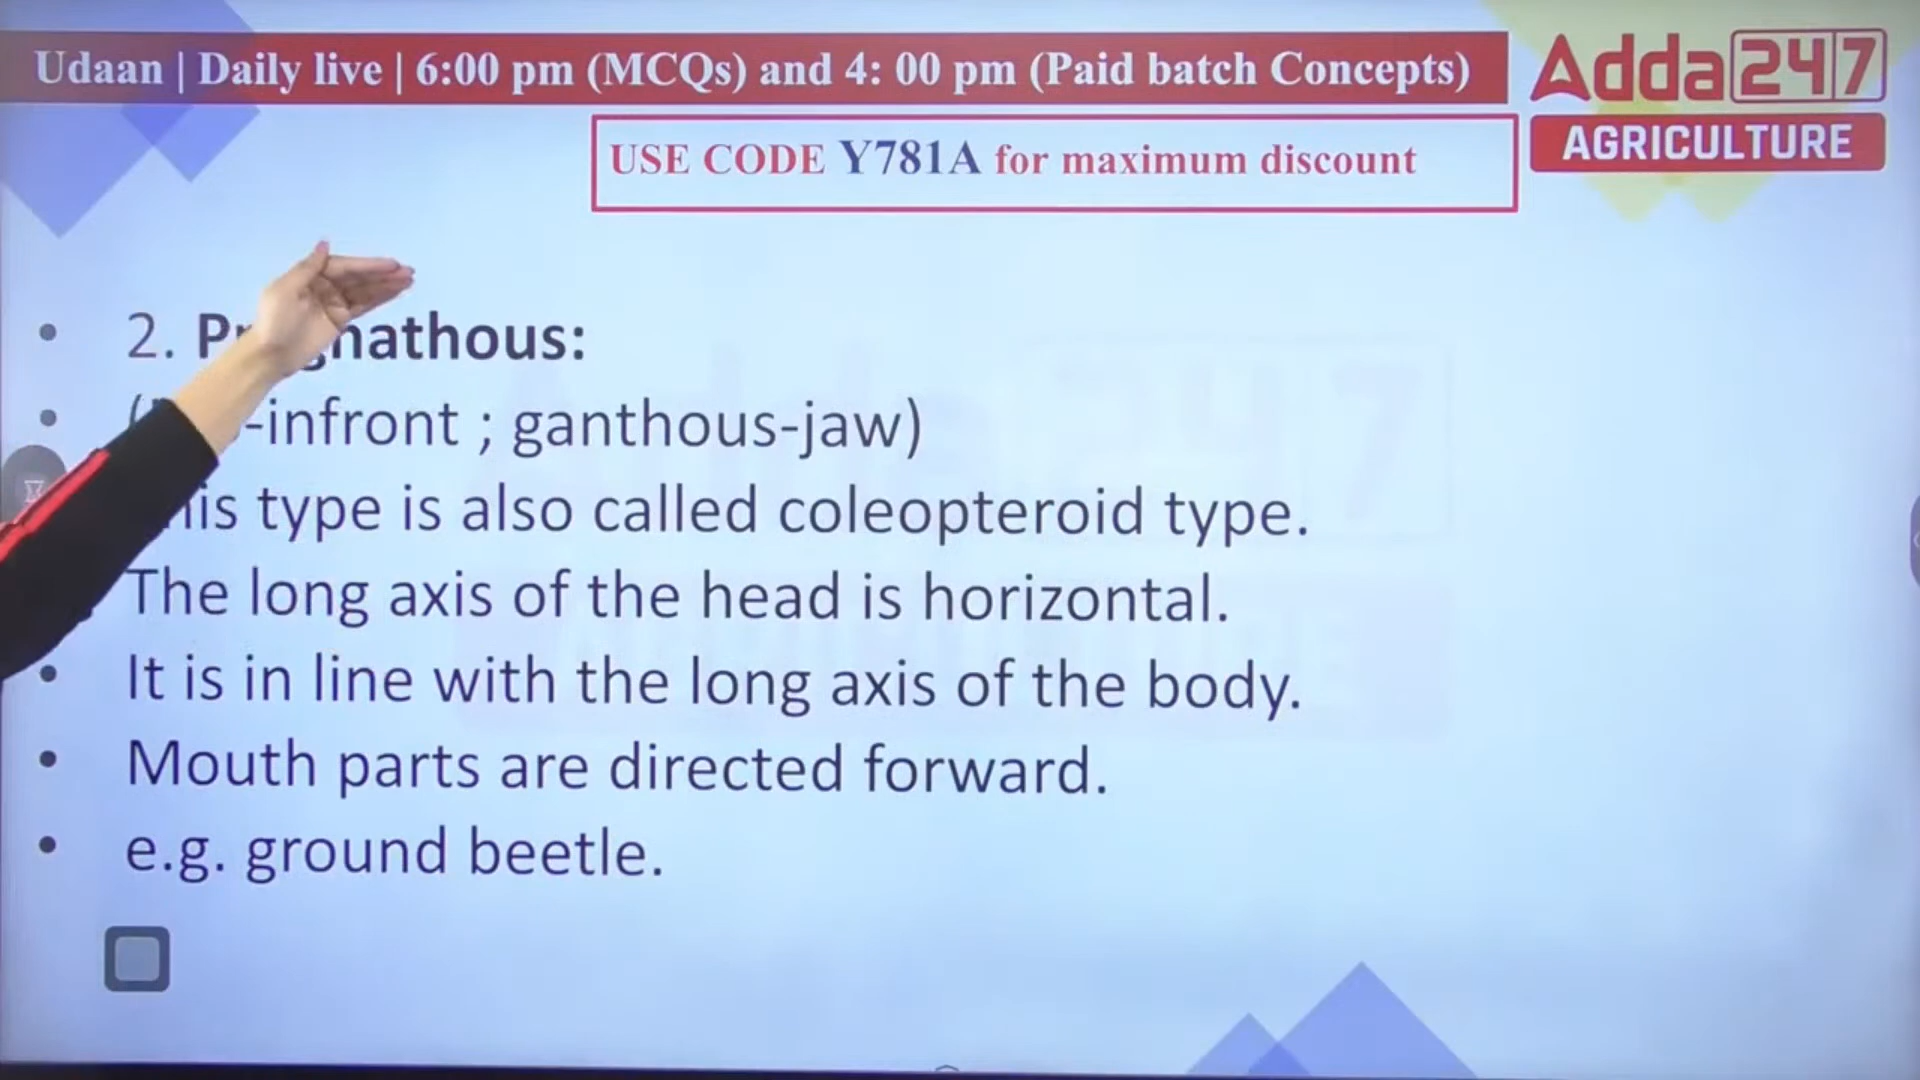 Udaan | Daily live | 6:00 pm (MCQs) and 4: 00 pm (Paid batch Concepts)
Adda247
AGRICULTURE
USE CODE Y781A for maximum discount
• 2. Prognathous:
• -infront ; ganthous-jaw)
type is also called coleopteroid type.
The long axis of the head is horizontal.
• It is in line with the long axis of the body.
• Mouth parts are directed forward.
• e.g. ground beetle.